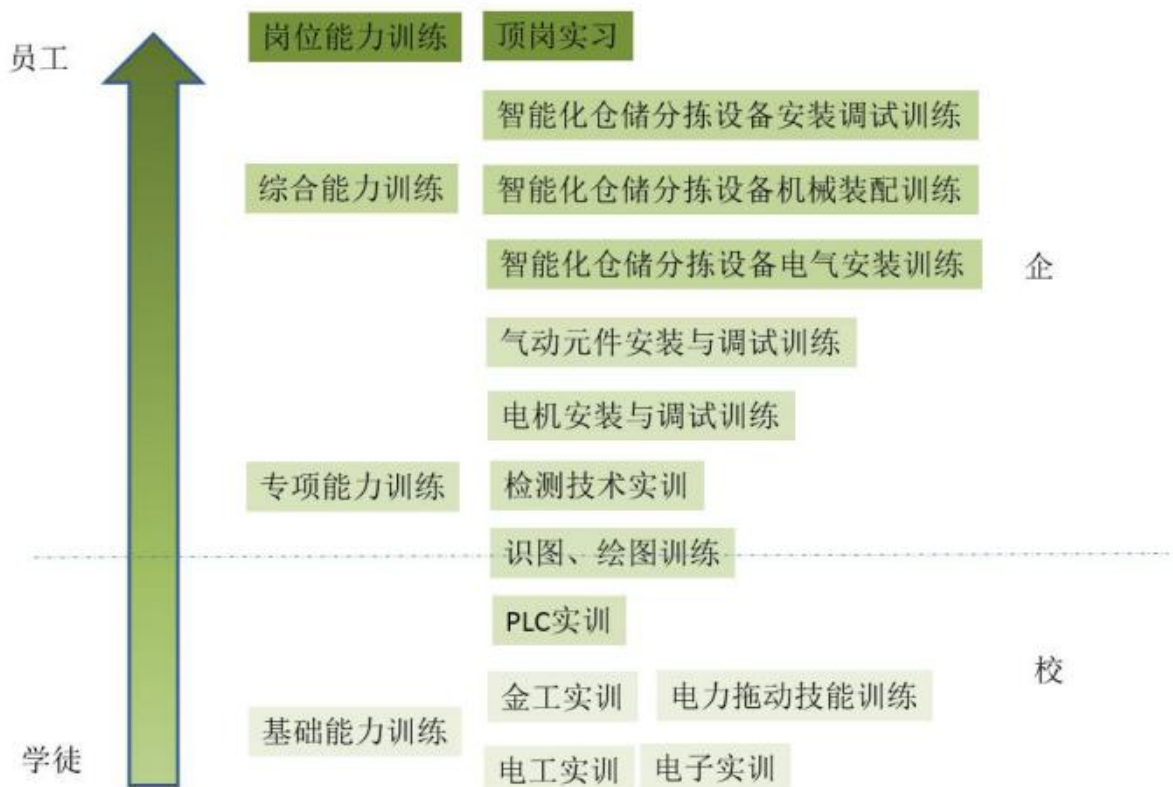 岗位能力训练 顶岗实习
员工
智能化仓储分拣设备安装调试训练
综合能力训练 智能化仓储分拣设备机械装配训练
智能化仓储分拣设备电气安装训练 企
气动元件安装与调试训练
电机安装与调试训练
专项能力训练 检测技术实训
识图、绘图训练
PLC实训
校
金工实训 电力拖动技能训练
基础能力训练
学徒
电工实训 电子实训